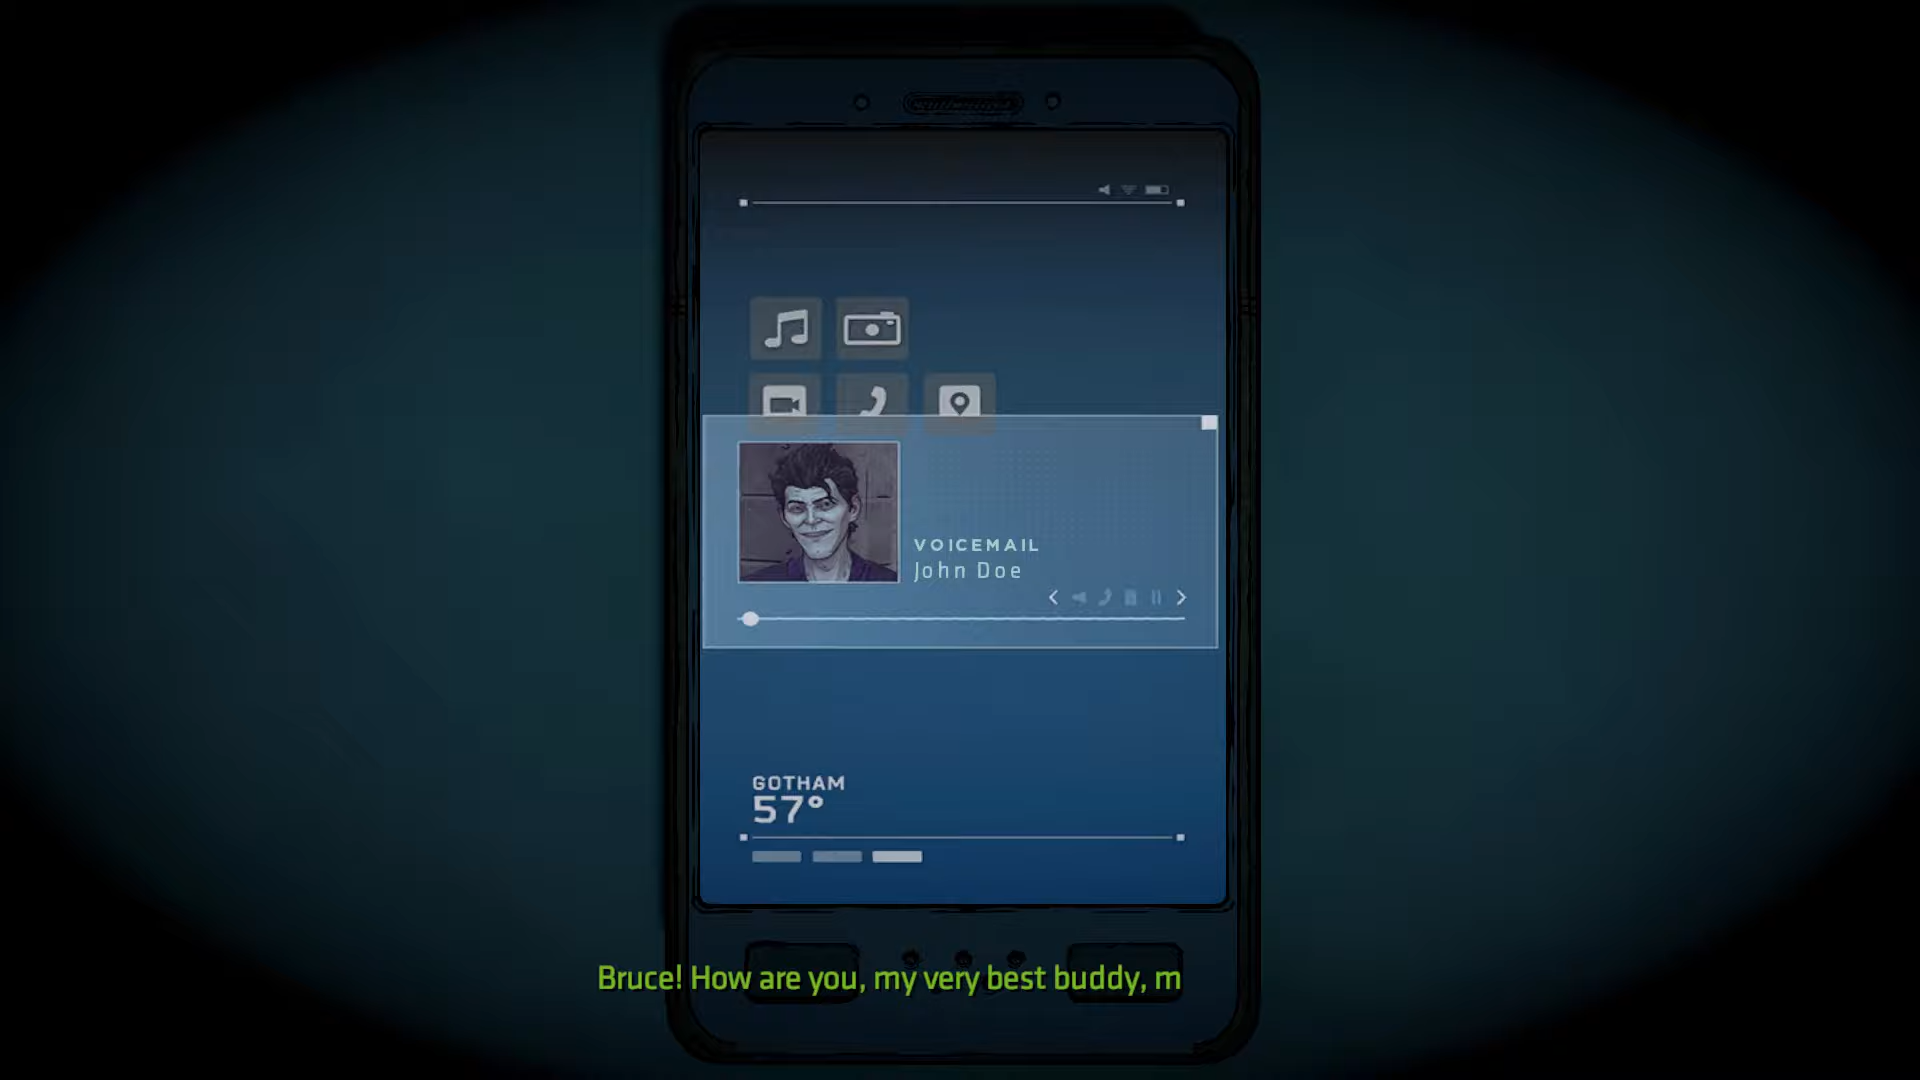 VOICEMAIL
John Doe
GOTHAM
57°
Bruce! How are you, my very best buddy, m